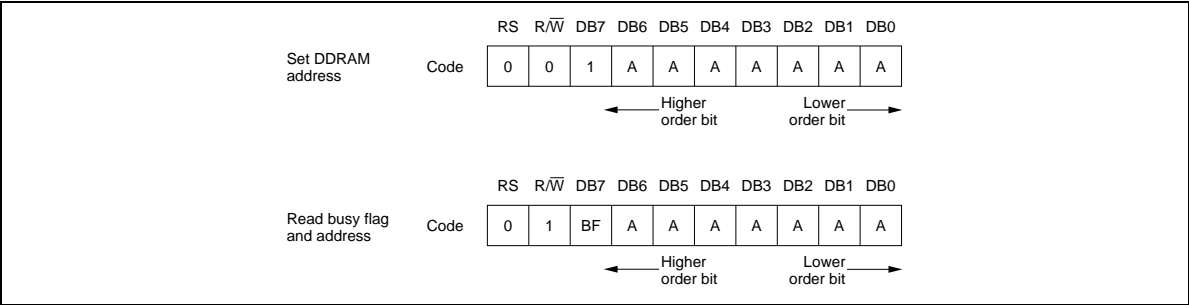 RS R/W̅ DB7 DB6 DB5 DB4 DB3 DB2 DB1 DB0
Set DDRAM
address
Code 0 0 1 A A A A A A A
Higher
order bit
Lower
order bit
RS R/W̅ DB7 DB6 DB5 DB4 DB3 DB2 DB1 DB0
Read busy flag
and address
Code 0 1 BF A A A A A A A
Higher
order bit
Lower
order bit